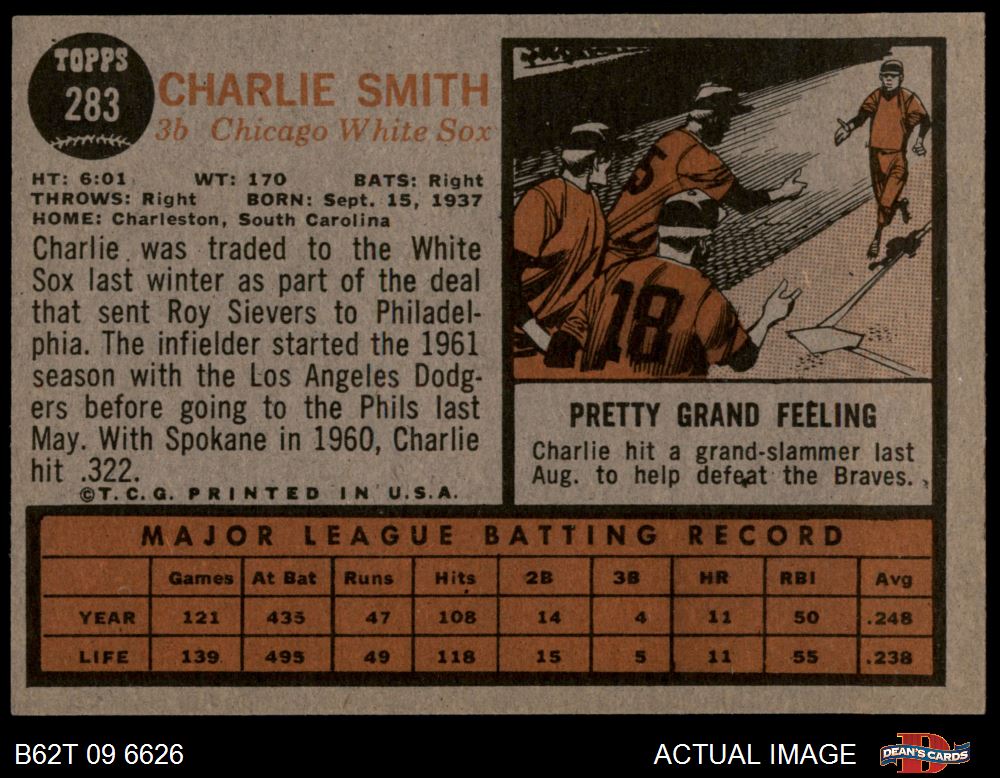 TOPPS
283
CHARLIE SMITH
3b Chicago White Sox
HT: 6:01 WT: 170 BATS: Right
THROWS: Right BORN: Sept. 15, 1937
HOME: Charleston, South Carolina
Charlie was traded to the White
Sox last winter as part of the deal
that sent Roy Sievers to Philadel-
phia. The infielder started the 1961
season with the Los Angeles Dodg-
ers before going to the Phils last
May. With Spokane in 1960, Charlie
hit .322.
©T.C.G. PRINTED IN U.S.A.
5
18
PRETTY GRAND FEELING
Charlie hit a grand-slammer last
Aug. to help defeat the Braves.
MAJOR LEAGUE BATTING RECORD
Games At Bat Runs Hits 2B 3B HR RBI Avg
YEAR 121 435 47 108 14 4 11 50 .248
LIFE 139 495 49 118 15 5 11 55 .238
B62T 09 6626
ACTUAL IMAGE
D
DEAN'S CARDS